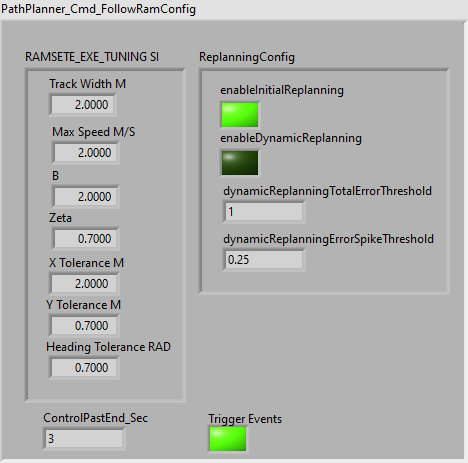 PathPlanner_Cmd_FollowRamConfig
RAMSETE_EXE_TUNING SI
Track Width M
2.0000
Max Speed M/S
2.0000
B
2.0000
Zeta
0.7000
X Tolerance M
2.0000
Y Tolerance M
0.7000
Heading Tolerance RAD
0.7000
ReplanningConfig
enableInitialReplanning
enableDynamicReplanning
dynamicReplanningTotalErrorThreshold
1
dynamicReplanningErrorSpikeThreshold
0.25
ControlPastEnd_Sec
3
Trigger Events